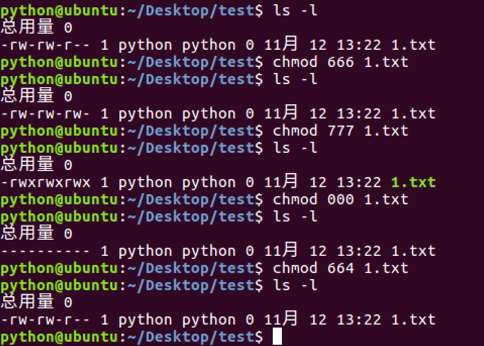 python@ubuntu:~/Desktop/test$ ls -l
总用量 0
-rw-rw-r-- 1 python python 0 11月 12 13:22 1.txt
python@ubuntu:~/Desktop/test$ chmod 666 1.txt
python@ubuntu:~/Desktop/test$ ls -l
总用量 0
-rw-rw-rw- 1 python python 0 11月 12 13:22 1.txt
python@ubuntu:~/Desktop/test$ chmod 777 1.txt
python@ubuntu:~/Desktop/test$ ls -l
总用量 0
-rwxrwxrwx 1 python python 0 11月 12 13:22 1.txt
python@ubuntu:~/Desktop/test$ chmod 000 1.txt
python@ubuntu:~/Desktop/test$ ls -l
总用量 0
---------- 1 python python 0 11月 12 13:22 1.txt
python@ubuntu:~/Desktop/test$ chmod 664 1.txt
python@ubuntu:~/Desktop/test$ ls -l
总用量 0
-rw-rw-r-- 1 python python 0 11月 12 13:22 1.txt
python@ubuntu:~/Desktop/test$